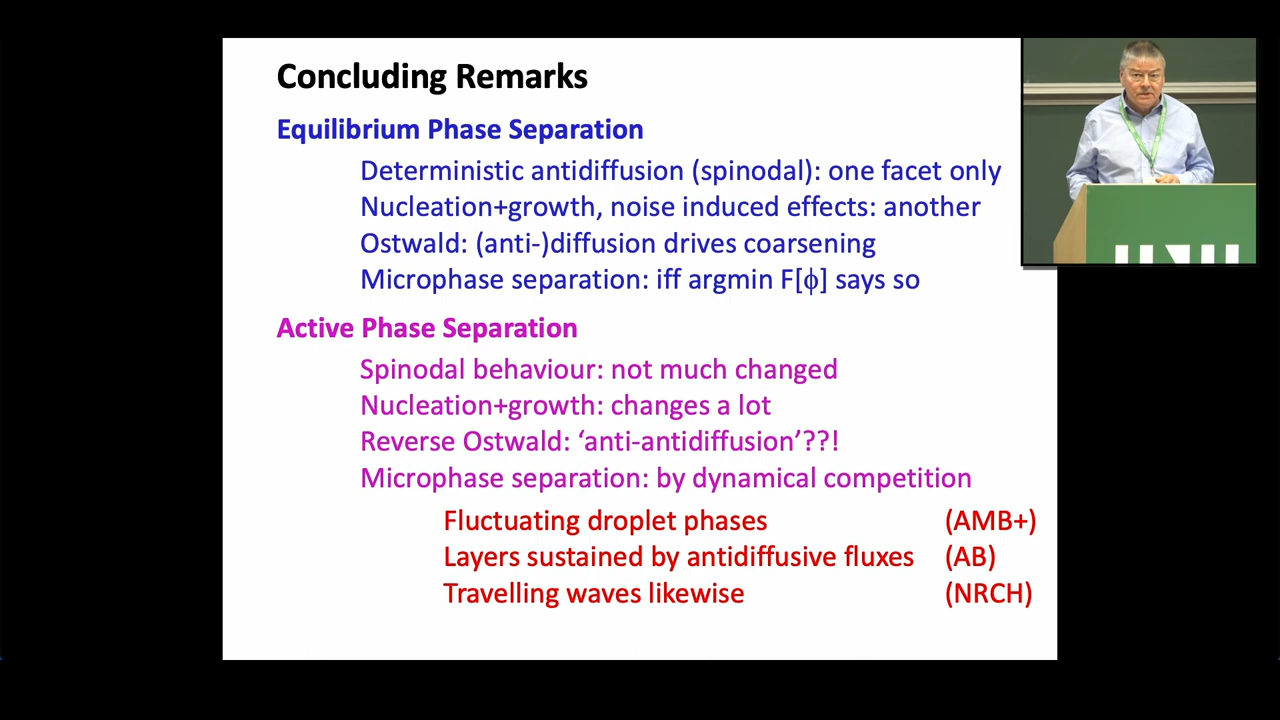 Concluding Remarks
Equilibrium Phase Separation
Deterministic antidiffusion (spinodal): one facet only
Nucleation+growth, noise induced effects: another
Ostwald: (anti-)diffusion drives coarsening
Microphase separation: iff argmin F[ϕ] says so
Active Phase Separation
Spinodal behaviour: not much changed
Nucleation+growth: changes a lot
Reverse Ostwald: ‘anti-antidiffusion’??!
Microphase separation: by dynamical competition
Fluctuating droplet phases (AMB+)
Layers sustained by antidiffusive fluxes (AB)
Travelling waves likewise (NRCH)